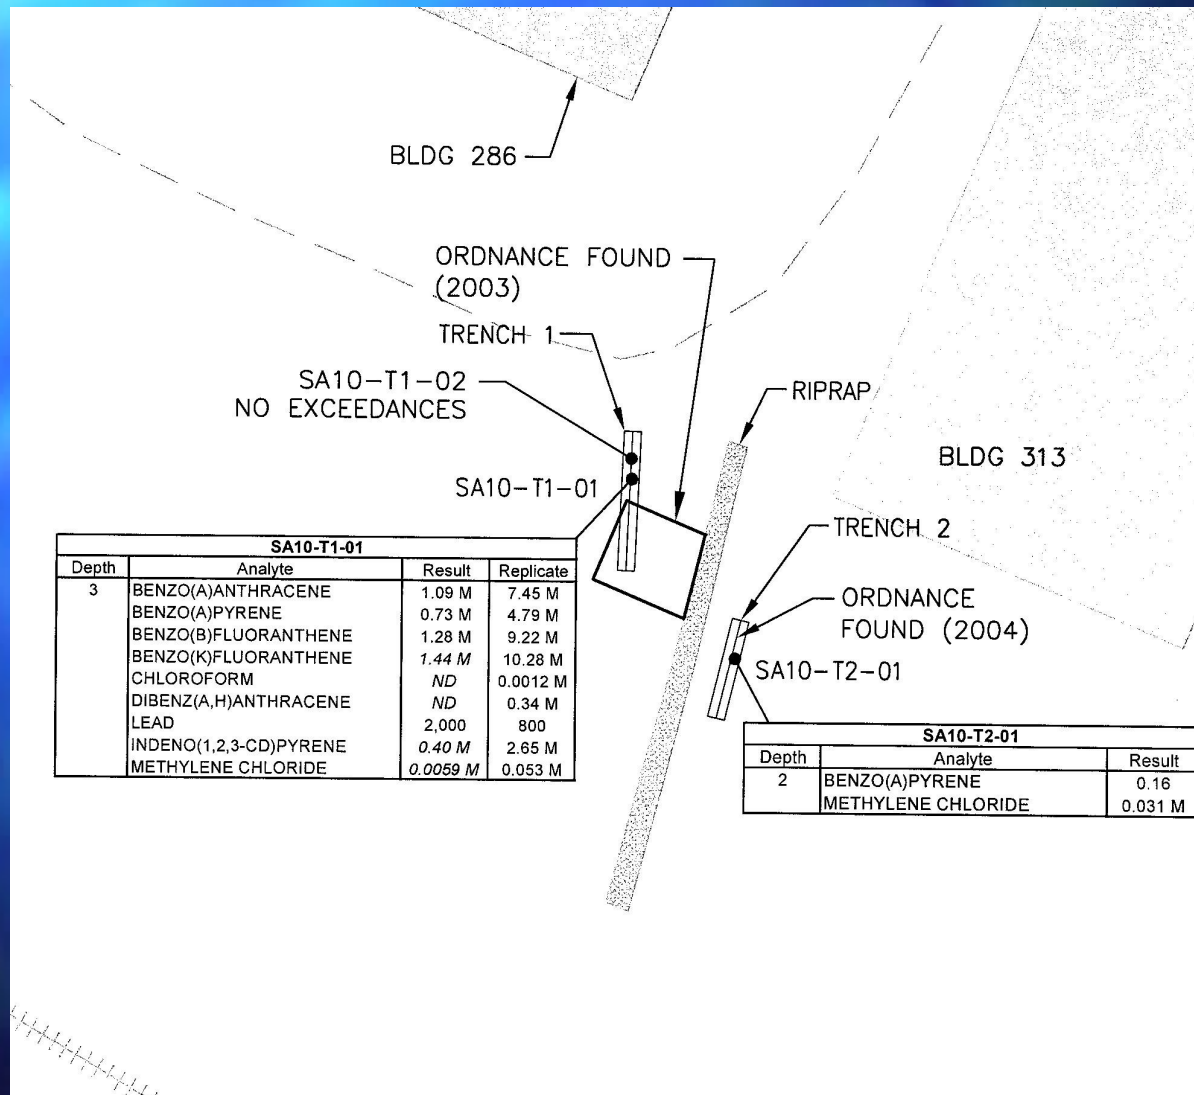 BLDG 286
ORDNANCE FOUND
(2003)
TRENCH 1
SA10-T1-02
NO EXCEEDANCES
RIPRAP
BLDG 313
SA10-T1-01
TRENCH 2
ORDNANCE
FOUND (2004)
SA10-T2-01
SA10-T1-01
Depth Analyte Result Replicate
3 BENZO(A)ANTHRACENE 1.09 M 7.45 M
BENZO(A)PYRENE 0.73 M 4.79 M
BENZO(B)FLUORANTHENE 1.28 M 9.22 M
BENZO(K)FLUORANTHENE 1.44 M 10.28 M
CHLOROFORM ND 0.0012 M
DIBENZ(A,H)ANTHRACENE ND 0.34 M
LEAD 2,000 800
INDENO(1,2,3-CD)PYRENE 0.40 M 2.65 M
METHYLENE CHLORIDE 0.0059 M 0.053 M
SA10-T2-01
Depth Analyte Result
2 BENZO(A)PYRENE 0.16
METHYLENE CHLORIDE 0.031 M